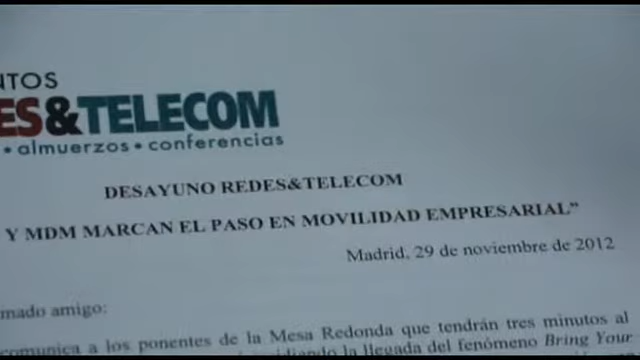 NTOS
ES&TELECOM
• almuerzos • conferencias
DESAYUNO REDES&TELECOM
Y MDM MARCAN EL PASO EN MOVILIDAD EMPRESARIAL”
Madrid, 29 de noviembre de 2012
mado amigo:
comunica a los ponentes de la Mesa Redonda que tendrán tres minutos al
la llegada del fenómeno Bring Your